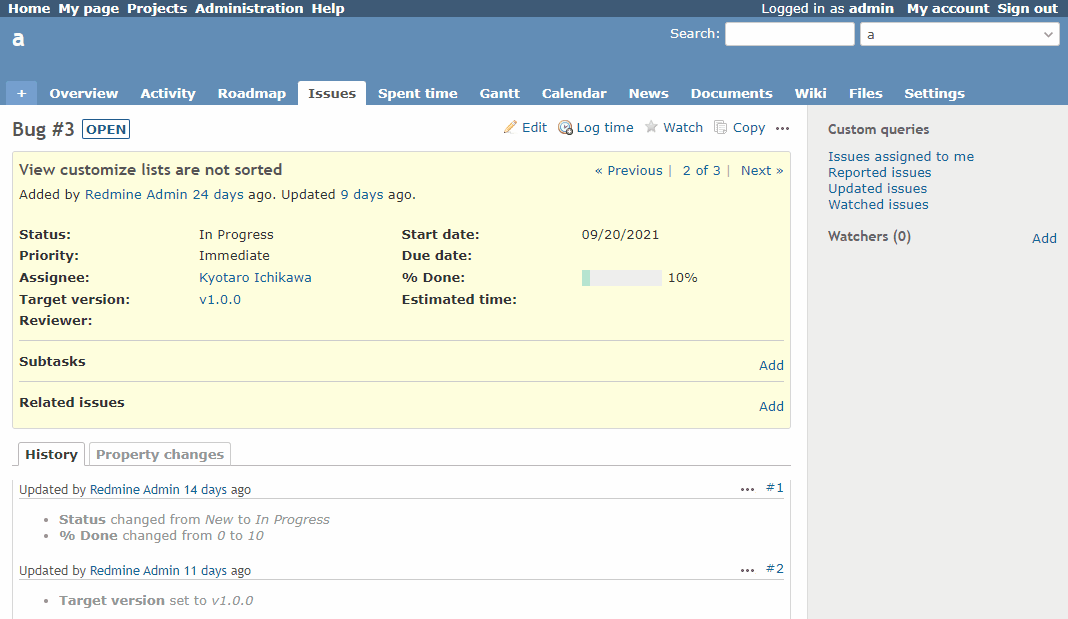 Home My page Projects Administration Help Logged in as admin My account Sign out
a Search: a
+ Overview Activity Roadmap Issues Spent time Gantt Calendar News Documents Wiki Files Settings
Bug #3 OPEN Edit Log time Watch Copy •••
View customize lists are not sorted « Previous | 2 of 3 | Next »
Added by Redmine Admin 24 days ago. Updated 9 days ago.
Status: In Progress Start date: 09/20/2021
Priority: Immediate Due date:
Assignee: Kyotaro Ichikawa % Done: 10%
Target version: v1.0.0 Estimated time:
Reviewer:
Subtasks Add
Related issues Add
History Property changes
Updated by Redmine Admin 14 days ago ••• #1
• Status changed from New to In Progress
• % Done changed from 0 to 10
Updated by Redmine Admin 11 days ago ••• #2
• Target version set to v1.0.0
Custom queries
Issues assigned to me
Reported issues
Updated issues
Watched issues
Watchers (0) Add